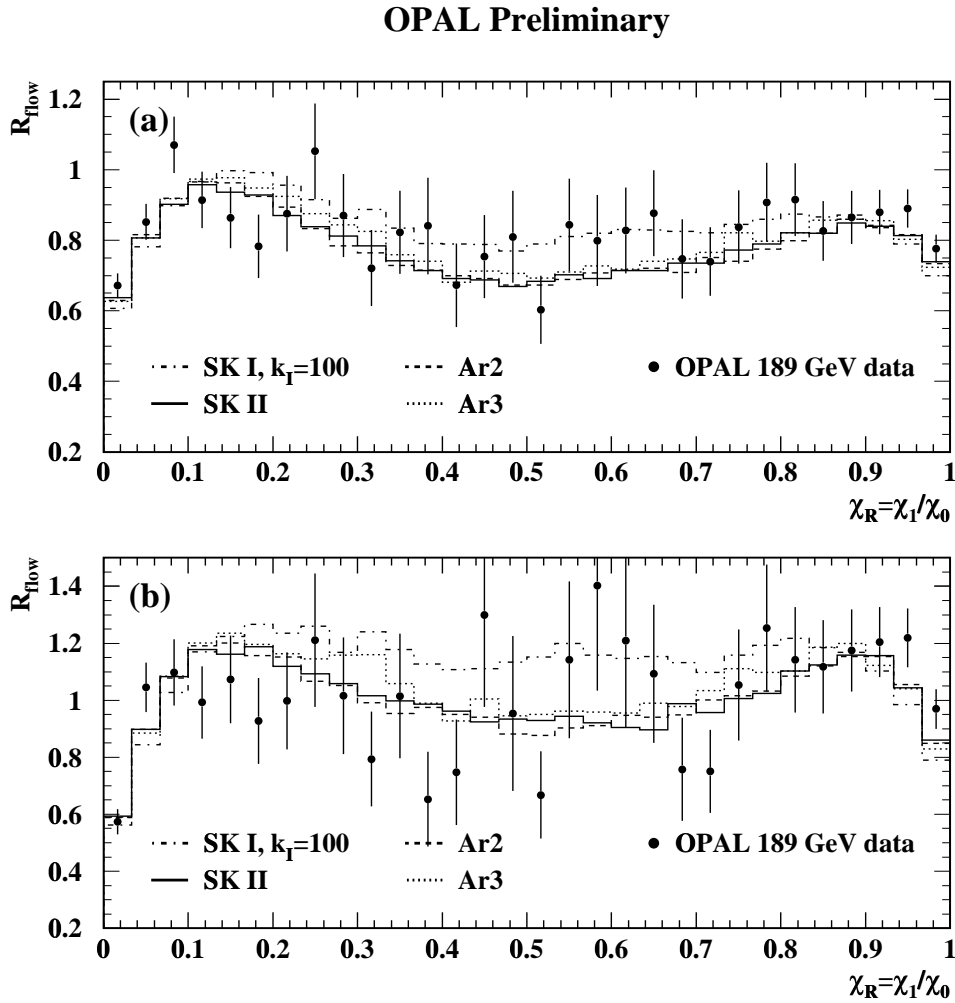 OPAL Preliminary
R_flow
(a)
1.2
1
0.8
0.6
0.4
0.2
SK I, k_I=100
Ar2
OPAL 189 GeV data
SK II
Ar3
0 0.1 0.2 0.3 0.4 0.5 0.6 0.7 0.8 0.9 1
χ_R=χ_1/χ_0
R_flow
(b)
1.4
1.2
1
0.8
0.6
0.4
0.2
SK I, k_I=100
Ar2
OPAL 189 GeV data
SK II
Ar3
0 0.1 0.2 0.3 0.4 0.5 0.6 0.7 0.8 0.9 1
χ_R=χ_1/χ_0